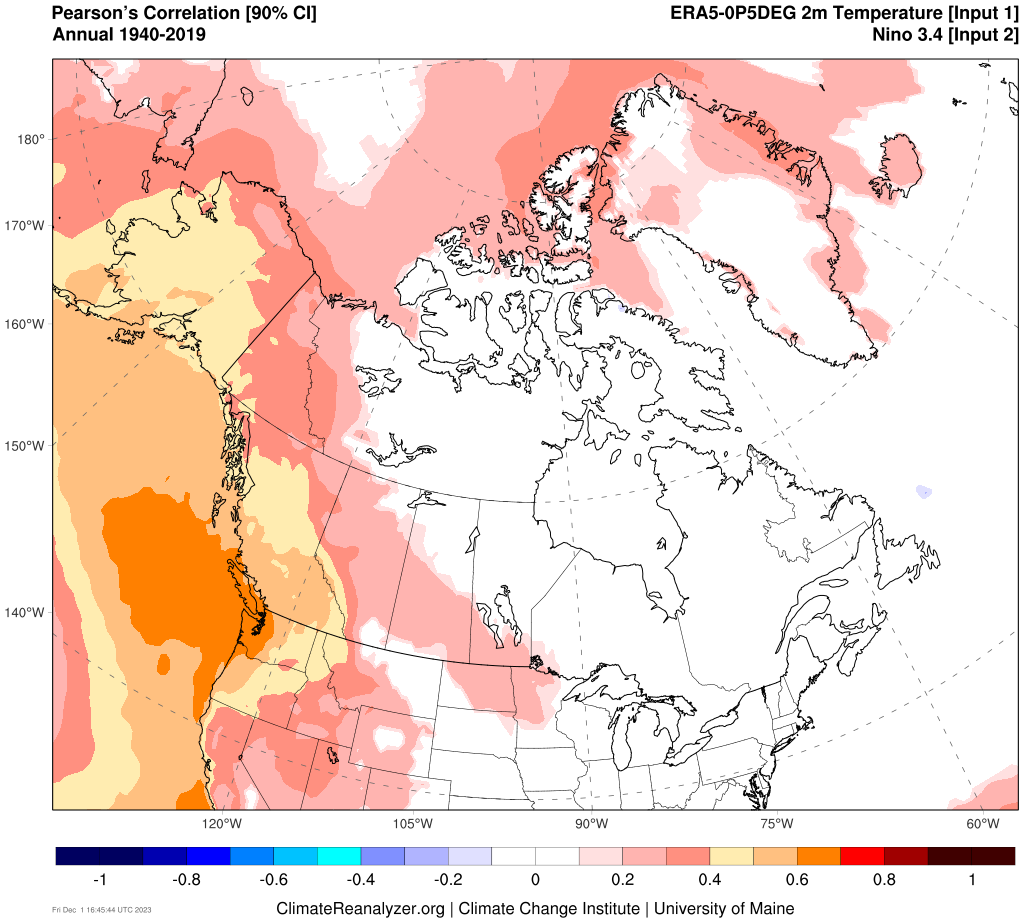 Pearson's Correlation [90% CI]
ERA5-0P5DEG 2m Temperature [Input 1]
Annual 1940-2019
Nino 3.4 [Input 2]
180°
170°W
160°W
150°W
140°W
120°W 105°W 90°W 75°W 60°W
-1 -0.8 -0.6 -0.4 -0.2 0 0.2 0.4 0.6 0.8 1
Fri Dec 1 16:45:44 UTC 2023
ClimateReanalyzer.org | Climate Change Institute | University of Maine